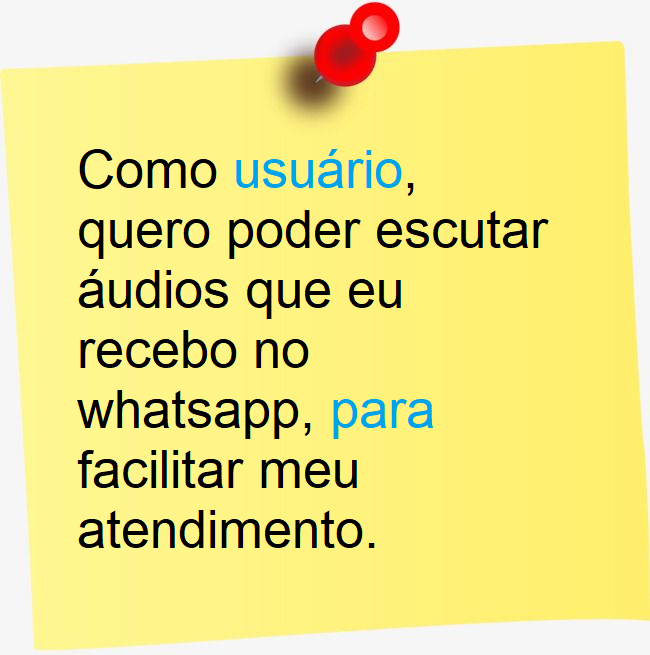 Como usuário,
quero poder escutar
áudios que eu
recebo no
whatsapp, para
facilitar meu
atendimento.